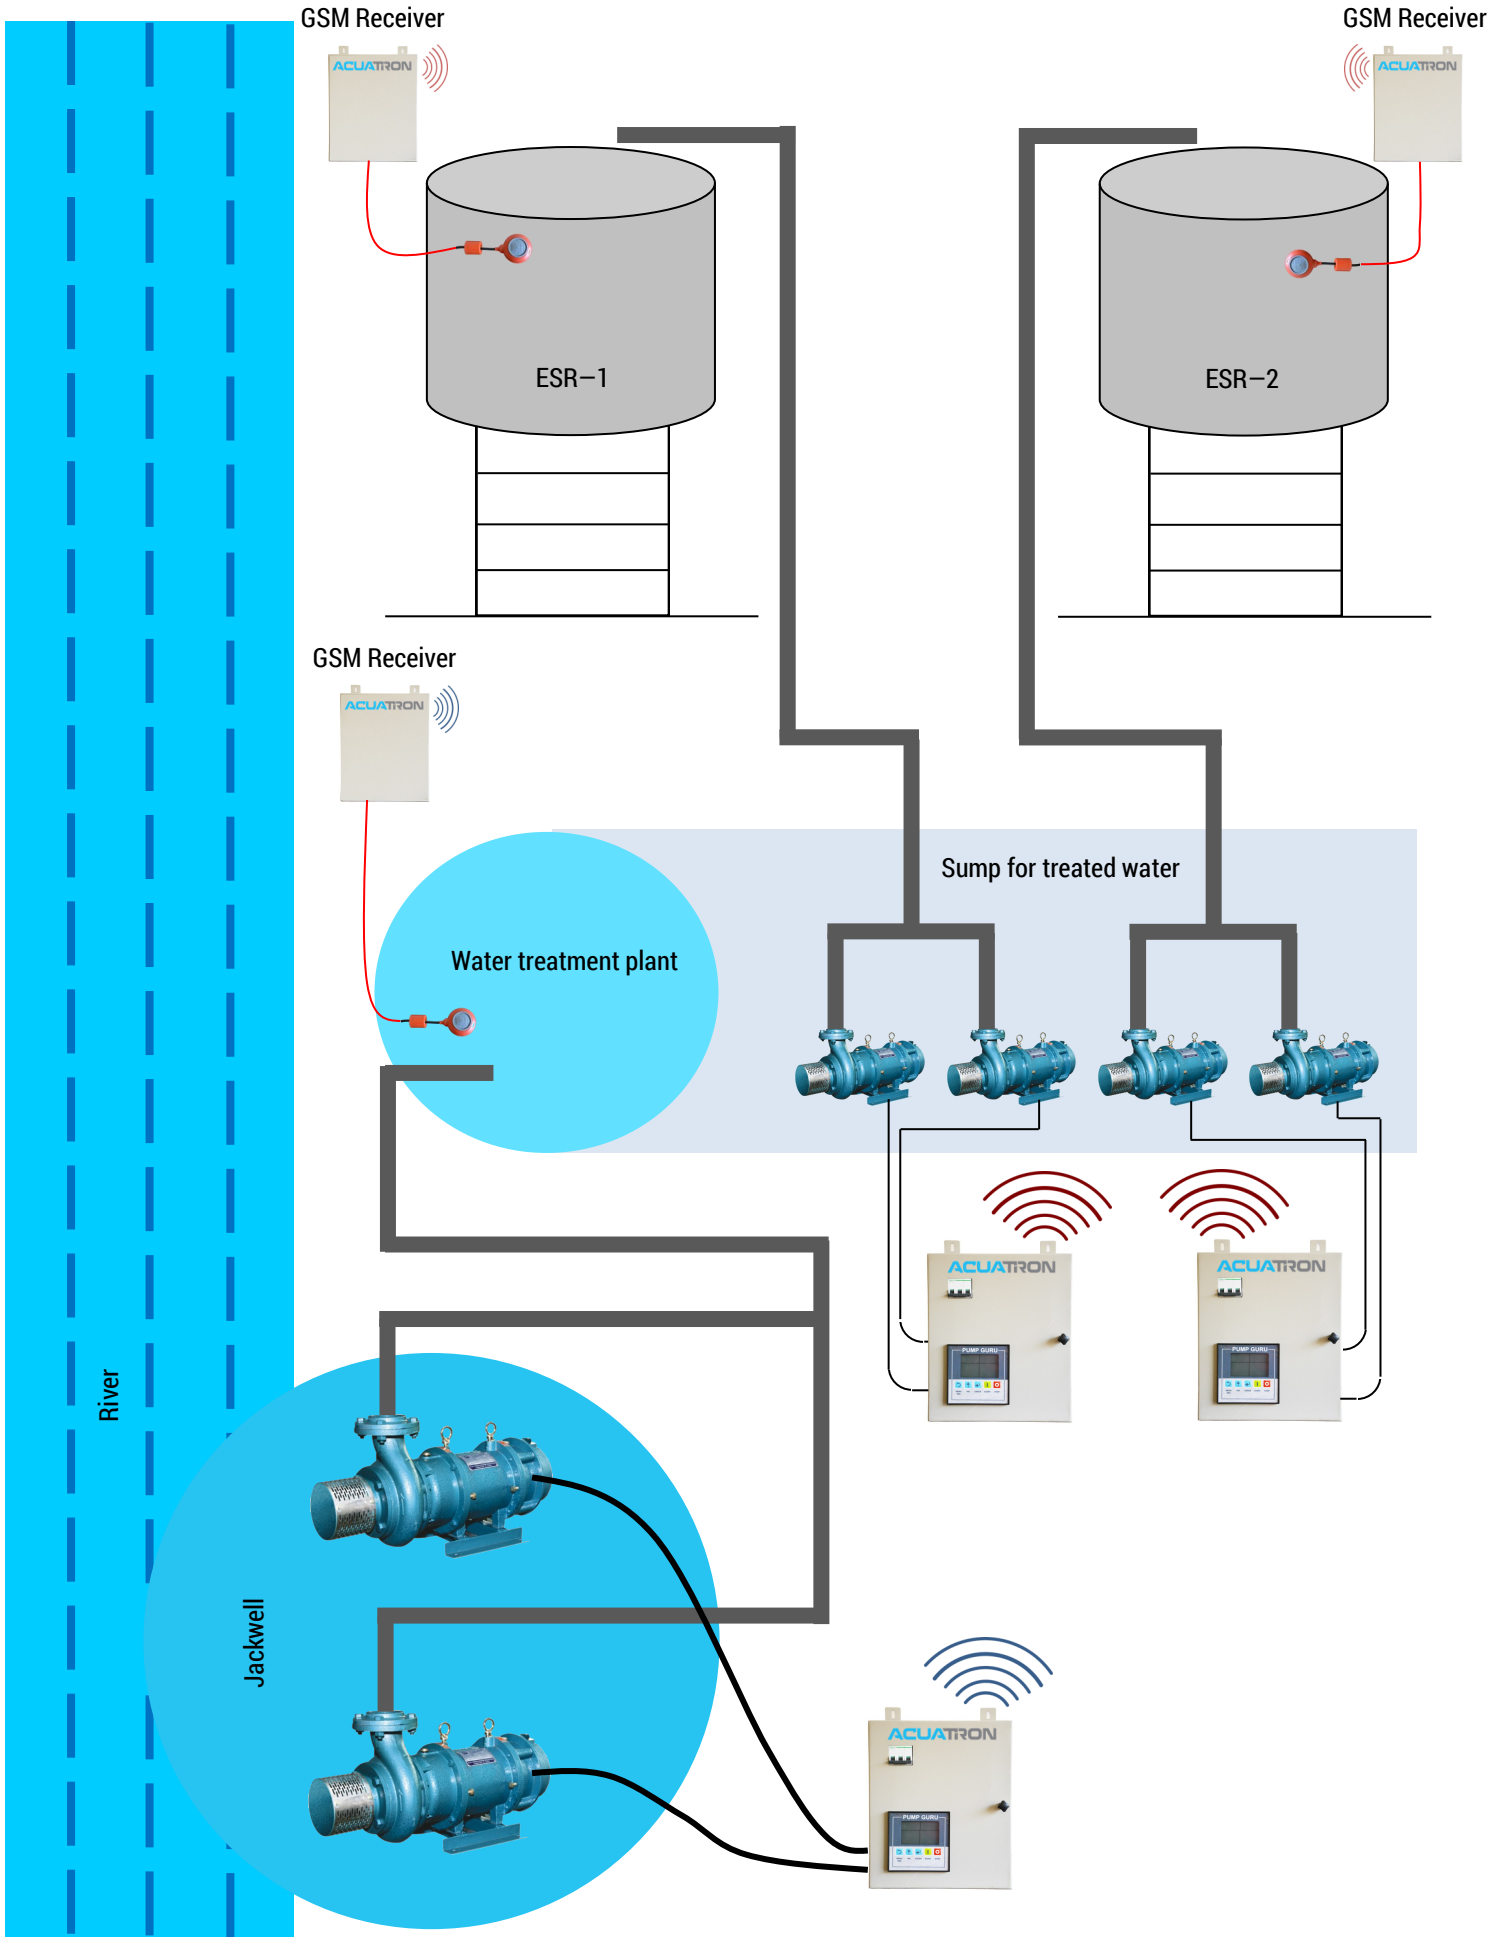 GSM Receiver
GSM Receiver
ACUATRON
ACUATRON
ESR–1
ESR–2
GSM Receiver
ACUATRON
Sump for treated water
Water treatment plant
ACUATRON
ACUATRON
PUMP GURU
PUMP GURU
River
Jackwell
ACUATRON
PUMP GURU